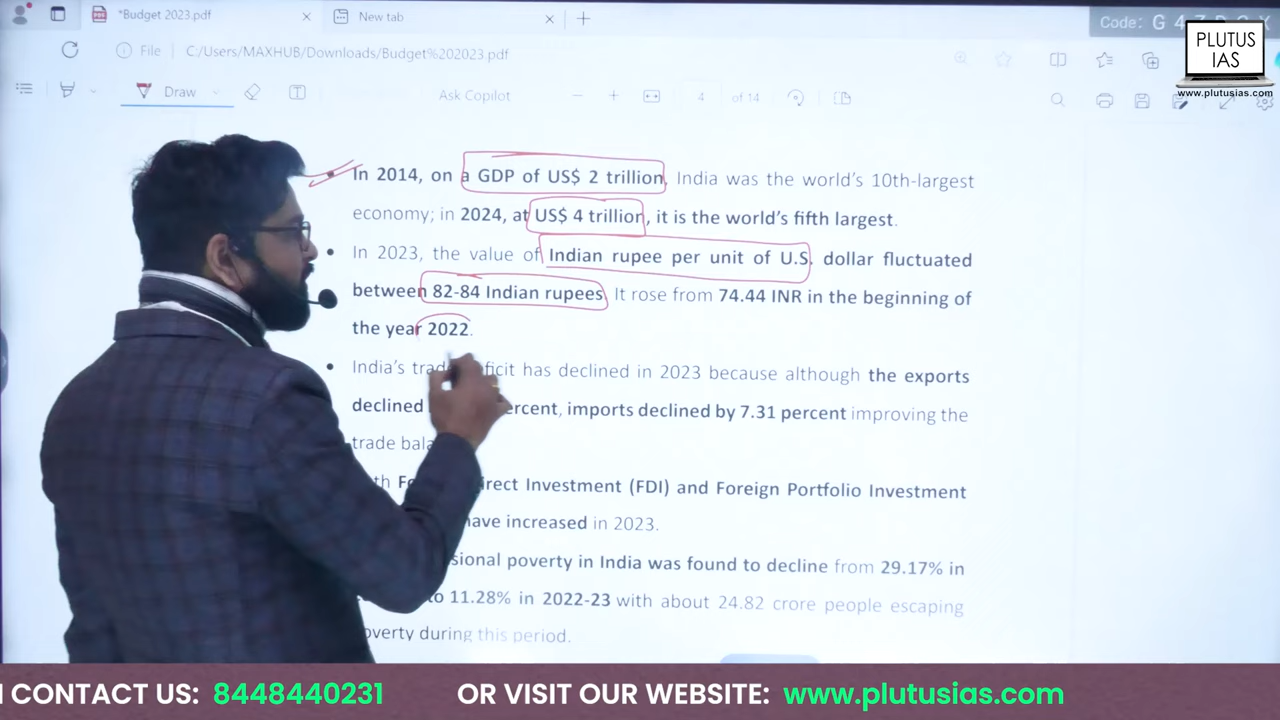 *Budget 2023.pdf
New tab
Code: G 4 7
PLUTUS
IAS
www.plutusias.com
File
C:/Users/MAXHUB/Downloads/Budget%202023.pdf
Draw
Ask Copilot
4 of 14
In 2014, on a GDP of US$ 2 trillion, India was the world's 10th-largest
economy; in 2024, at US$ 4 trillion, it is the world's fifth largest.
• In 2023, the value of Indian rupee per unit of U.S. dollar fluctuated
between 82-84 Indian rupees. It rose from 74.44 INR in the beginning of
the year 2022.
• India's trade deficit has declined in 2023 because although the exports
declined ercent, imports declined by 7.31 percent improving the
trade bala
th Fo rect Investment (FDI) and Foreign Portfolio Investment
have increased in 2023.
sional poverty in India was found to decline from 29.17% in
to 11.28% in 2022-23 with about 24.82 crore people escaping
overty during this period.
CONTACT US: 8448440231 OR VISIT OUR WEBSITE: www.plutusias.com